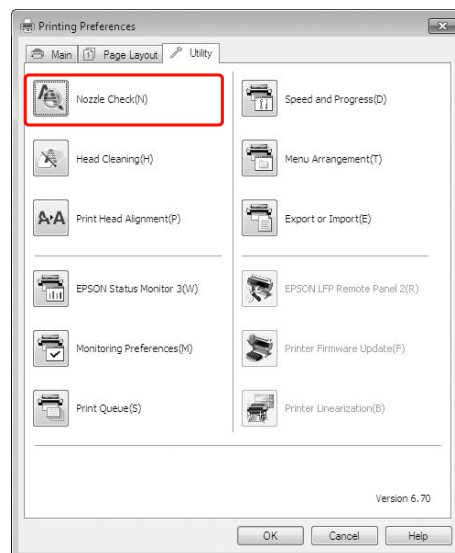 Printing Preferences
Main
Page Layout
Utility
Nozzle Check(N)
Speed and Progress(D)
Head Cleaning(H)
Menu Arrangement(T)
Print Head Alignment(P)
Export or Import(E)
EPSON Status Monitor 3(W)
EPSON LFP Remote Panel 2(R)
Monitoring Preferences(M)
Printer Firmware Update(F)
Print Queue(S)
Printer Linearization(B)
Version 6.70
OK
Cancel
Help